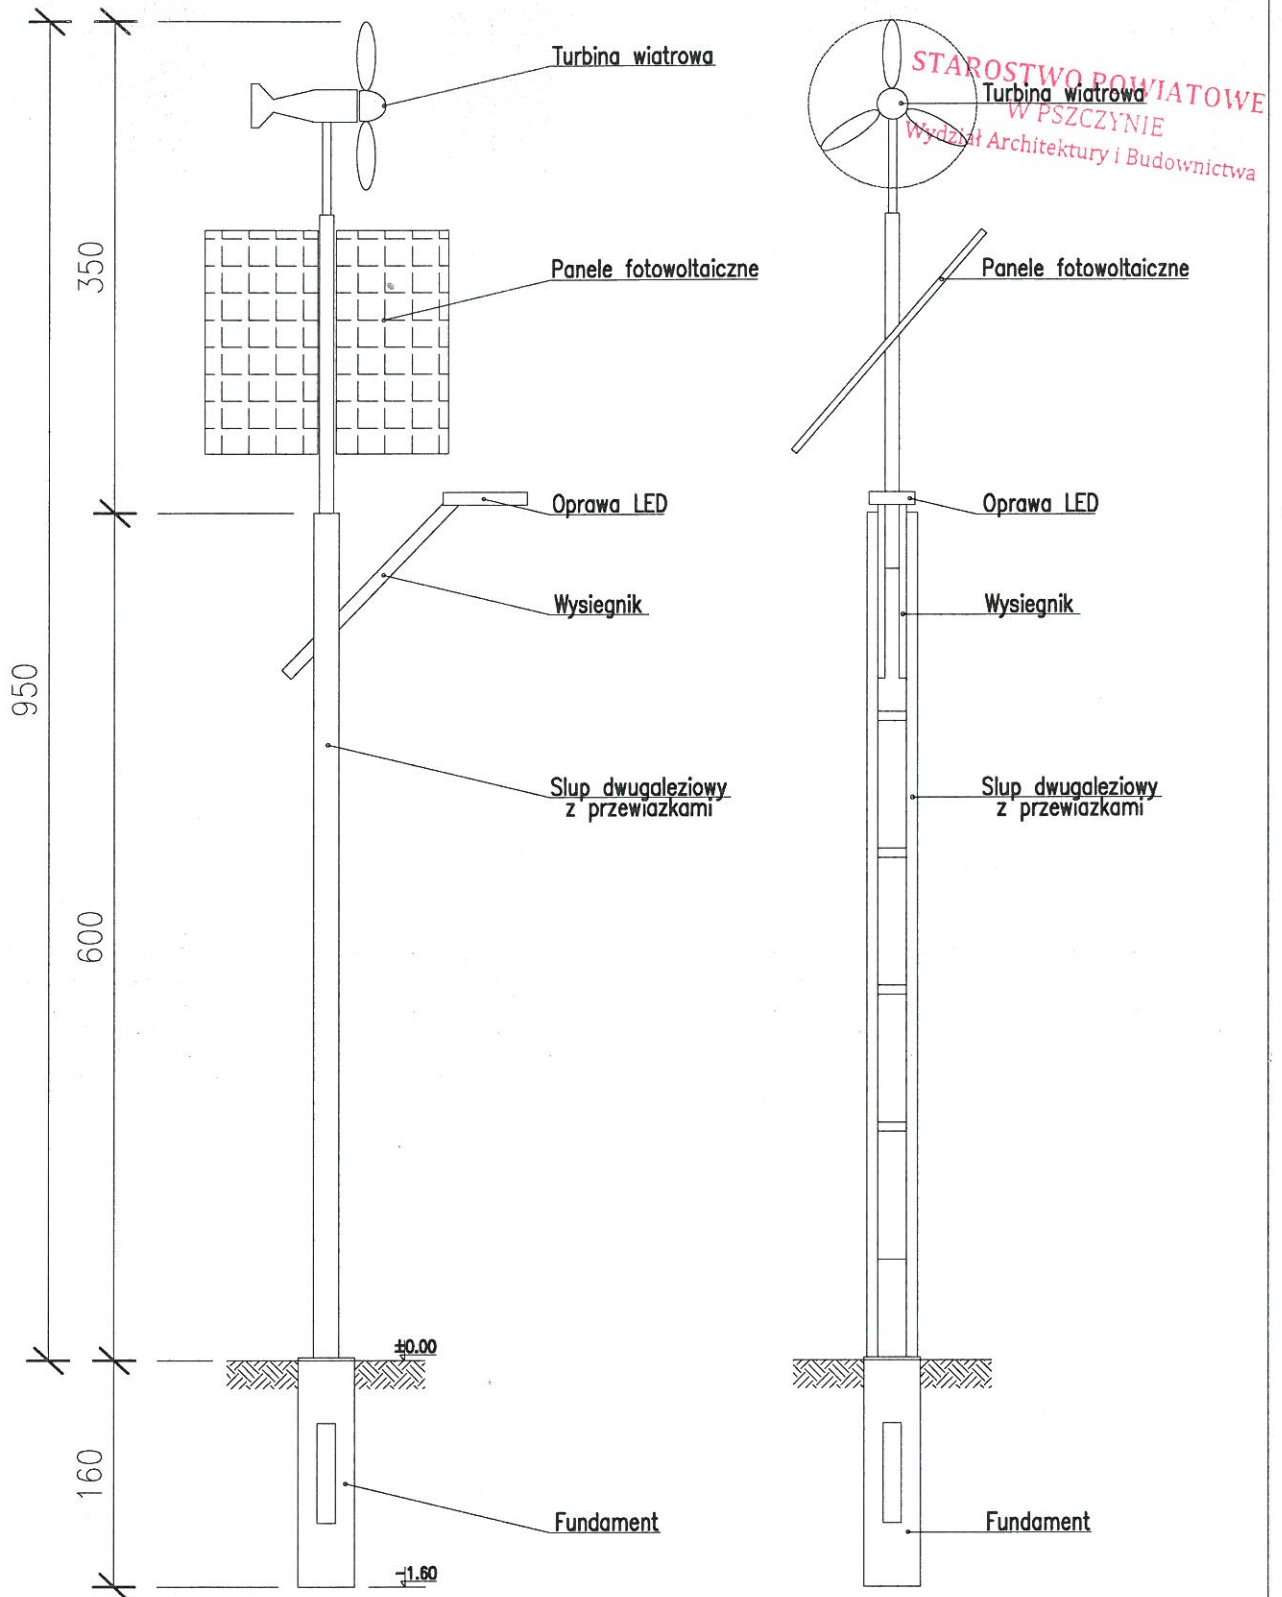 Turbina wiatrowa
STAROSTWO POWIATOWE
W PSZCZYNIE
Wydział Architektury i Budownictwa
Turbina wiatrowa
350
Panele fotowoltaiczne
Panele fotowoltaiczne
Oprawa LED
Oprawa LED
Wysiegnik
Wysiegnik
950
Slup dwugaleziowy
z przewiazkami
Slup dwugaleziowy
z przewiazkami
600
±0.00
160
Fundament
Fundament
-1.60